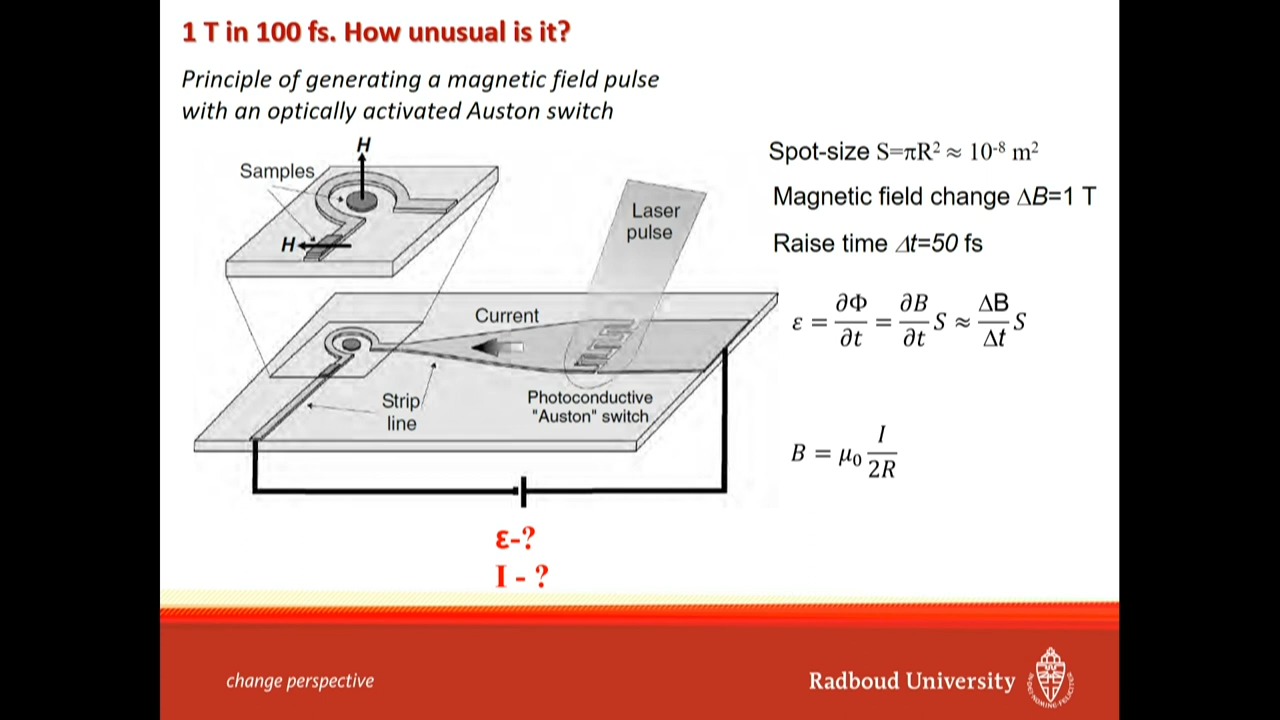 1 T in 100 fs. How unusual is it?
Principle of generating a magnetic field pulse
with an optically activated Auston switch
H
Samples
H
Laser
pulse
Current
Strip
line
Photoconductive
"Auston" switch
ε-?
I - ?
Spot-size S=πR² ≈ 10⁻⁸ m²
Magnetic field change ΔB=1 T
Raise time Δt=50 fs
ε = ∂Φ/∂t = ∂B/∂t S ≈ ΔB/Δt S
B = μ₀ I/2R
change perspective
Radboud University